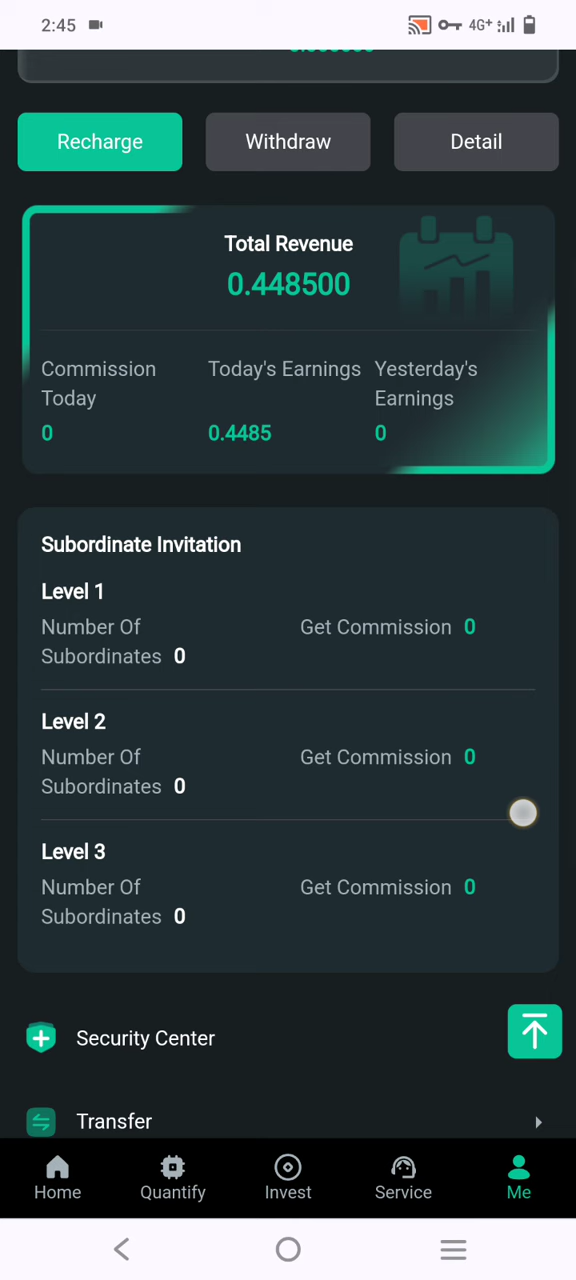 2:45 4G+
Recharge Withdraw Detail
Total Revenue
0.448500
Commission Today's Earnings Yesterday's
Today Earnings
0 0.4485 0
Subordinate Invitation
Level 1
Number Of Get Commission 0
Subordinates 0
Level 2
Number Of Get Commission 0
Subordinates 0
Level 3
Number Of Get Commission 0
Subordinates 0
Security Center
Transfer
Home Quantify Invest Service Me